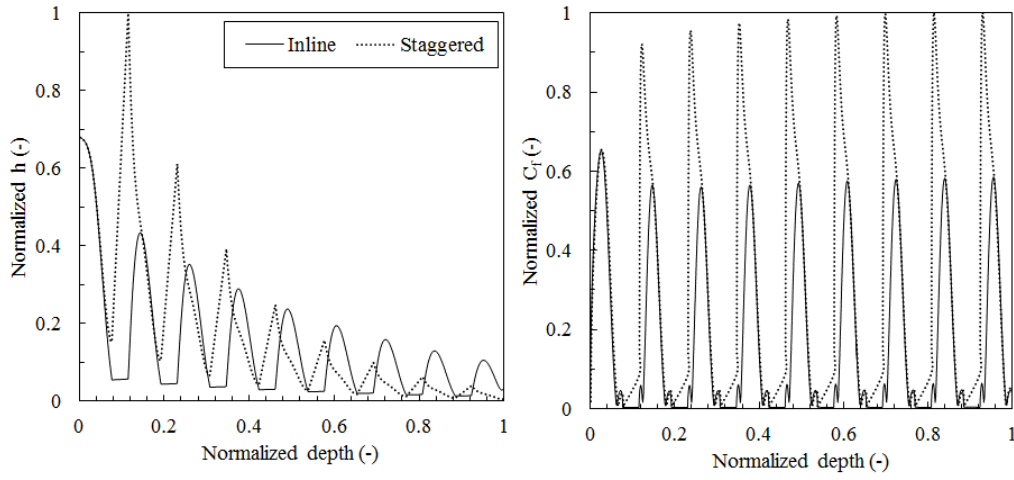 1
0.8
0.6
0.4
0.2
0
Normalized h (-)
Inline
Staggered
0 0.2 0.4 0.6 0.8 1
Normalized depth (-)
1
0.8
0.6
0.4
0.2
0
Normalized Cf (-)
0 0.2 0.4 0.6 0.8 1
Normalized depth (-)